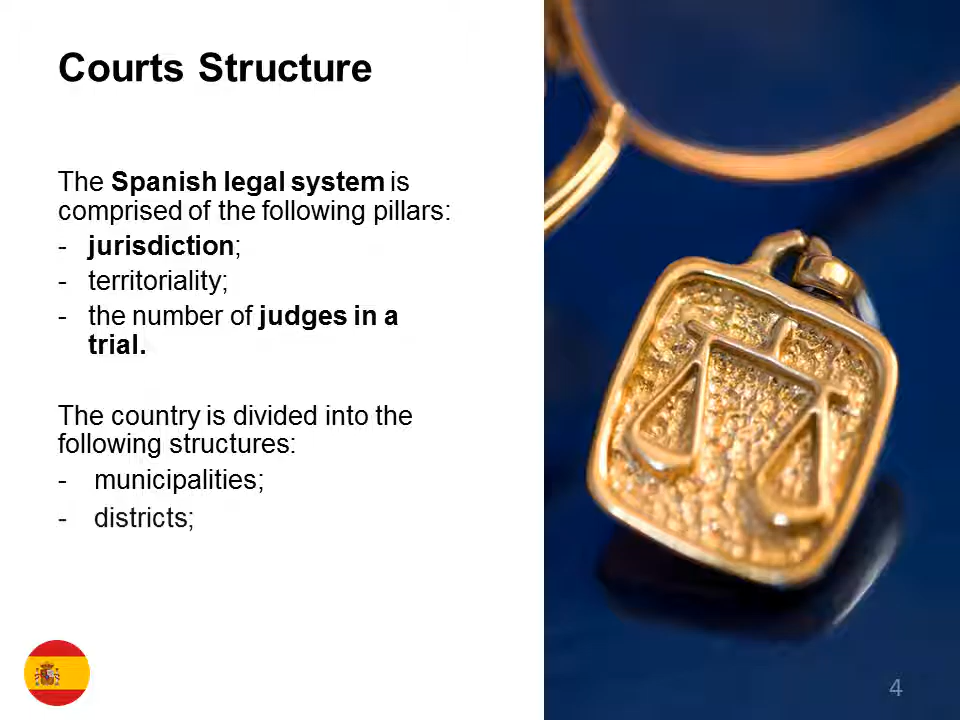 Courts Structure
The Spanish legal system is
comprised of the following pillars:
- jurisdiction;
- territoriality;
- the number of judges in a
trial.
The country is divided into the
following structures:
- municipalities;
- districts;
4